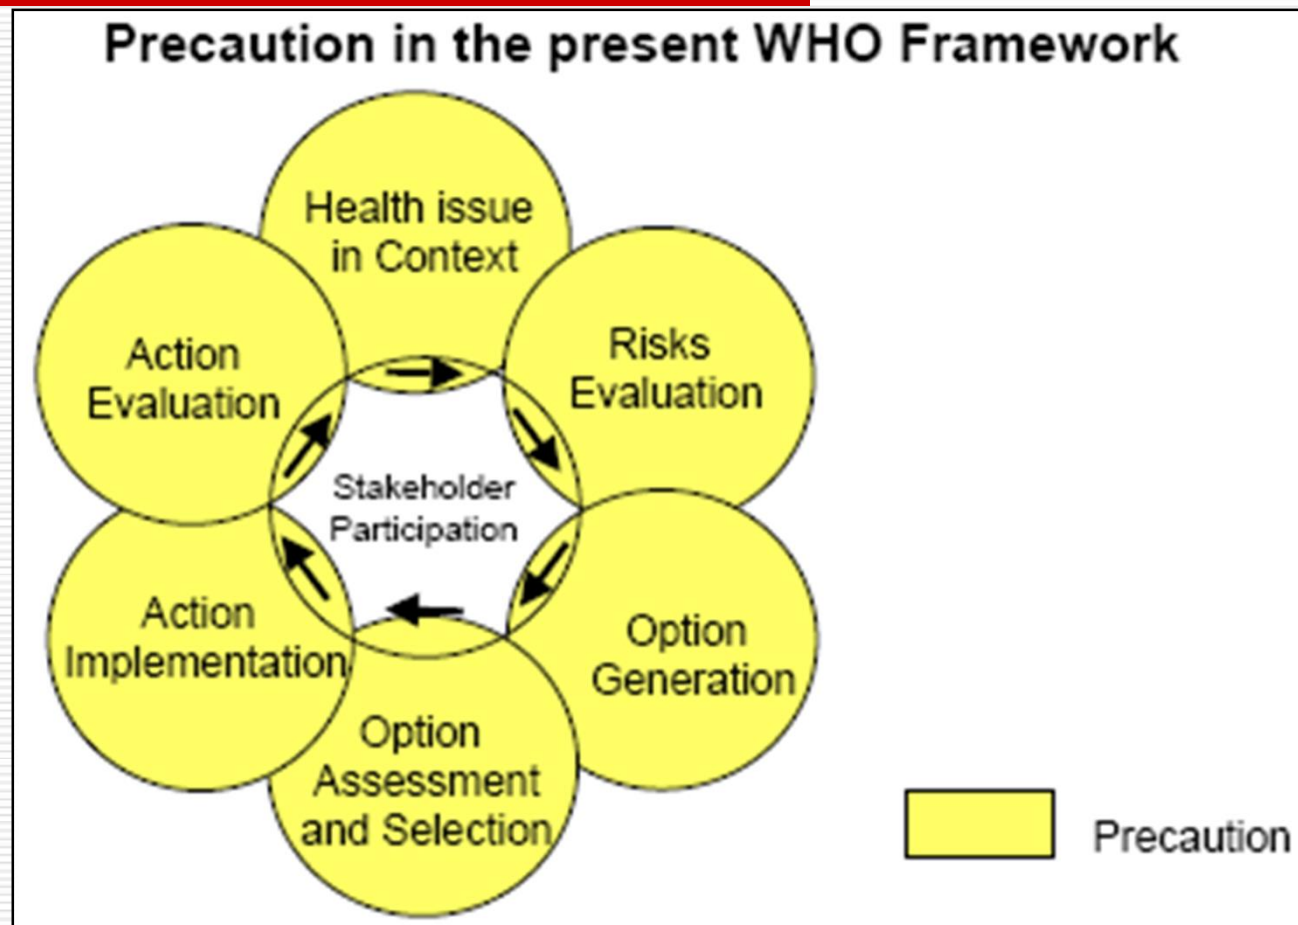 Precaution in the present WHO Framework
Health issue
in Context
Risks
Evaluation
Option
Generation
Option
Assessment
and Selection
Action
Implementation
Action
Evaluation
Stakeholder
Participation
Precaution